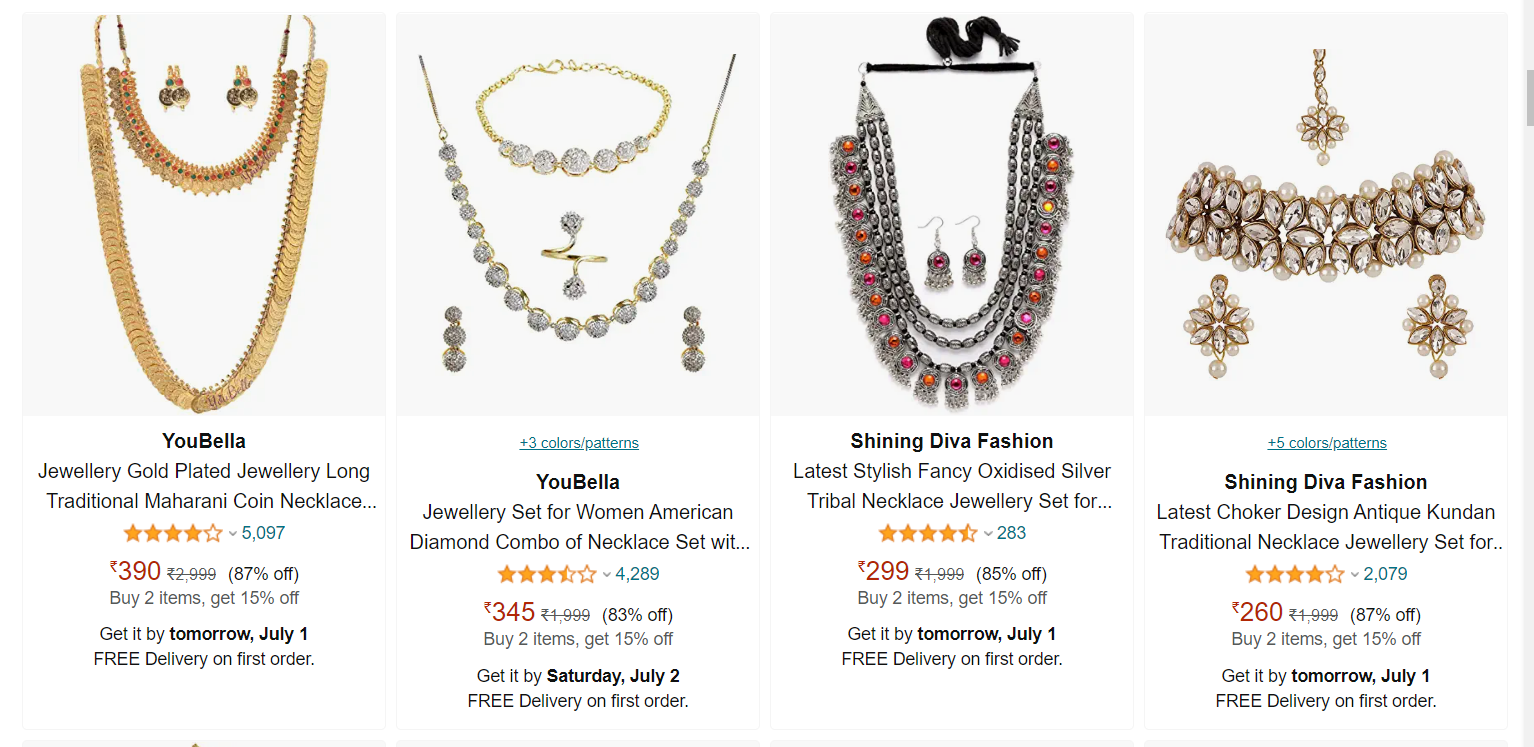 YouBella
Jewellery Gold Plated Jewellery Long
Traditional Maharani Coin Necklace...
5,097
₹390 ₹2,999 (87% off)
Buy 2 items, get 15% off
Get it by tomorrow, July 1
FREE Delivery on first order.
+3 colors/patterns
YouBella
Jewellery Set for Women American
Diamond Combo of Necklace Set wit...
4,289
₹345 ₹1,999 (83% off)
Buy 2 items, get 15% off
Get it by Saturday, July 2
FREE Delivery on first order.
Shining Diva Fashion
Latest Stylish Fancy Oxidised Silver
Tribal Necklace Jewellery Set for...
283
₹299 ₹1,999 (85% off)
Buy 2 items, get 15% off
Get it by tomorrow, July 1
FREE Delivery on first order.
+5 colors/patterns
Shining Diva Fashion
Latest Choker Design Antique Kundan
Traditional Necklace Jewellery Set for..
2,079
₹260 ₹1,999 (87% off)
Buy 2 items, get 15% off
Get it by tomorrow, July 1
FREE Delivery on first order.